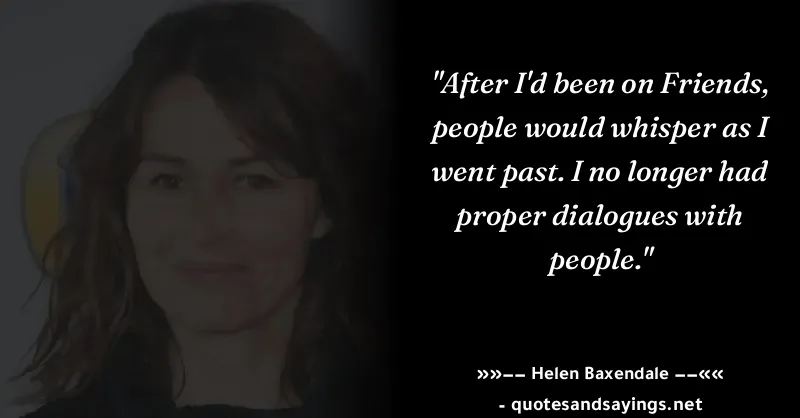 "After I'd been on Friends,
people would whisper as I
went past. I no longer had
proper dialogues with
people."
»»−− Helen Baxendale −−««
- quotesandsayings.net